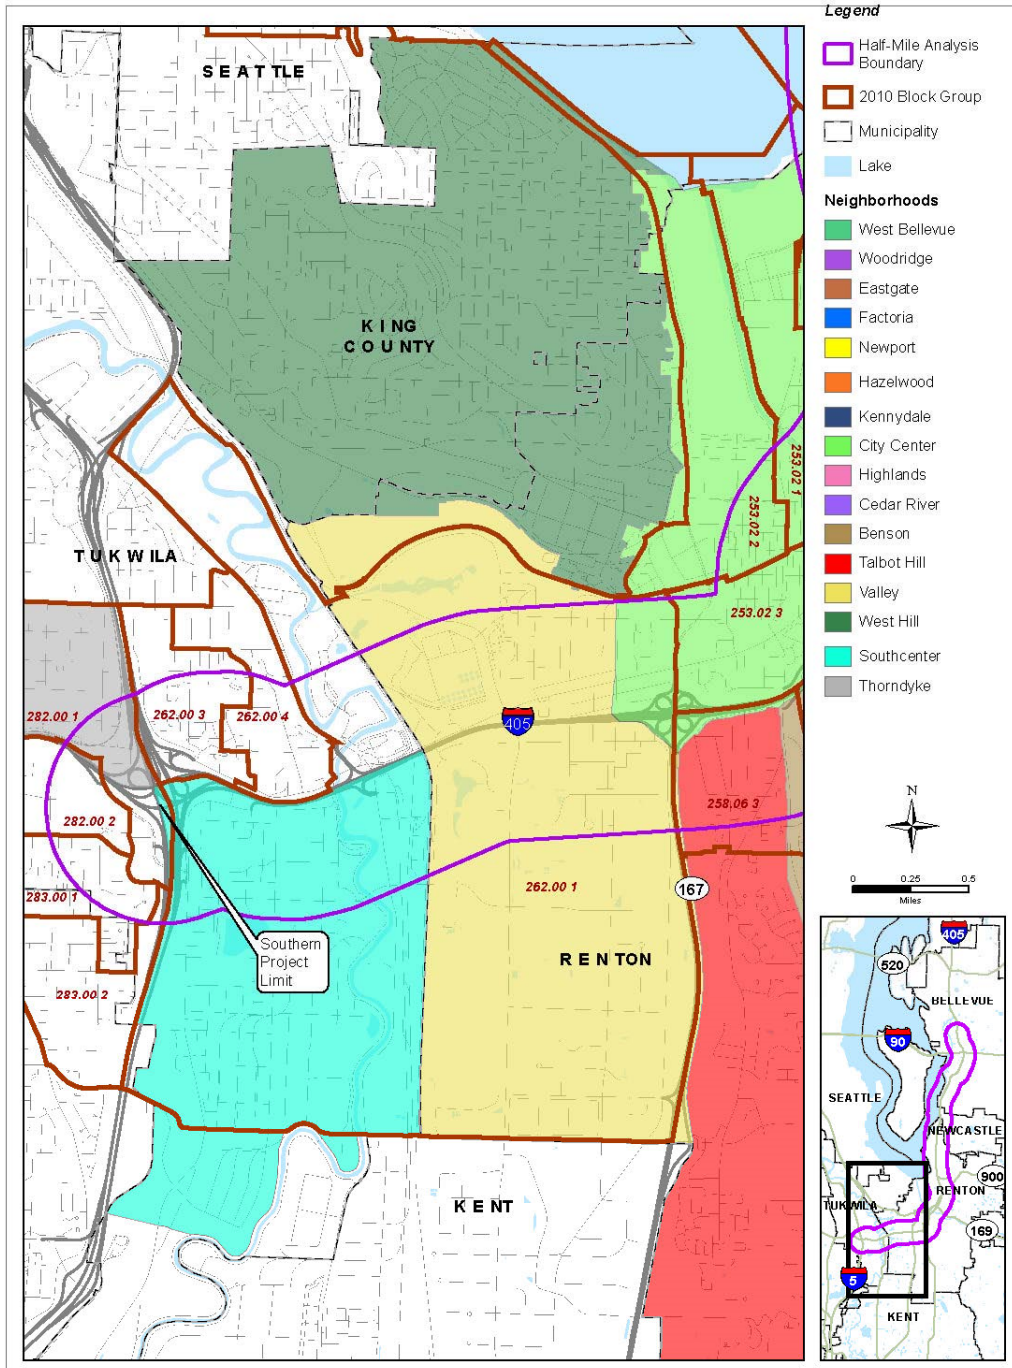 SEATTLE
KING
COUNTY
TUKWILA
253.02 1
253.02 2
253.02 3
282.00 1
262.00 3
262.00 4
405
258.06 3
282.00 2
283.00 1
262.00 1
167
Southern
Project
Limit
RENTON
283.00 2
KENT
Legend
Half-Mile Analysis
Boundary
2010 Block Group
Municipality
Lake
Neighborhoods
West Bellevue
Woodridge
Eastgate
Factoria
Newport
Hazelwood
Kennydale
City Center
Highlands
Cedar River
Benson
Talbot Hill
Valley
West Hill
Southcenter
Thorndyke
N
0 0.25 0.5
Miles
405
520
BELLEVUE
90
SEATTLE
NEWCASTLE
900
RENTON
TUKWILA
169
5
KENT